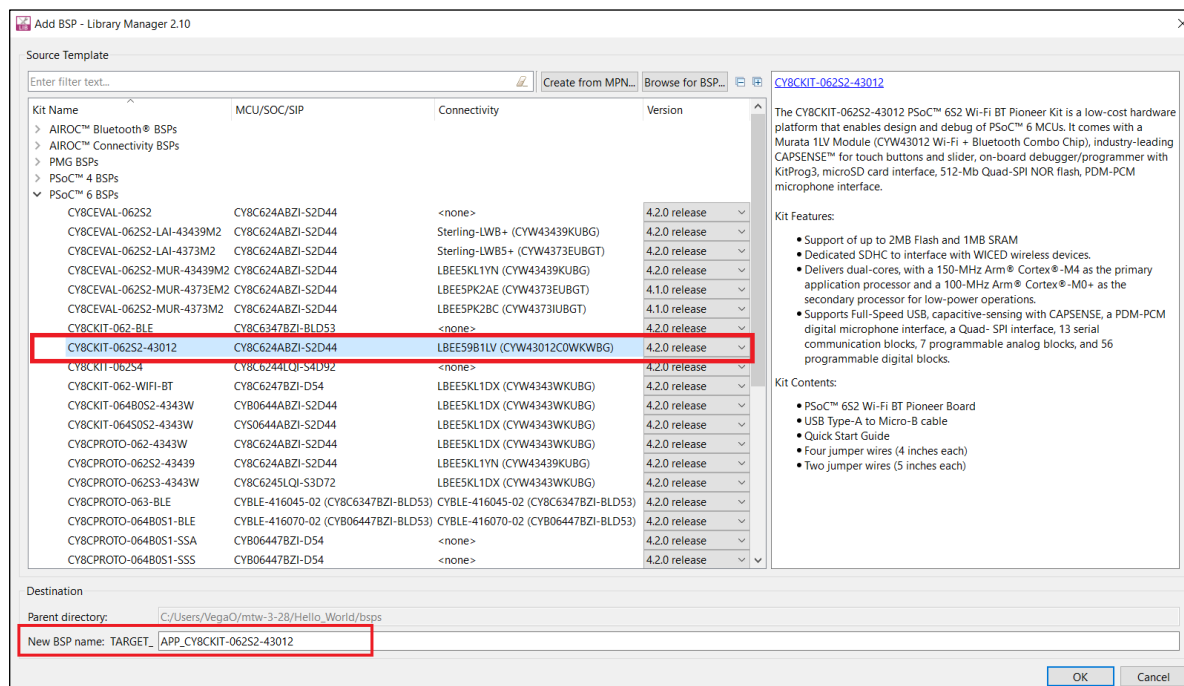 Add BSP - Library Manager 2.10
Source Template
Enter filter text... Create from MPN... Browse for BSP...
Kit Name MCU/SOC/SIP Connectivity Version
AIROC™ Bluetooth® BSPs
AIROC™ Connectivity BSPs
PMG BSPs
PSoC™ 4 BSPs
PSoC™ 6 BSPs
CY8CEVAL-062S2 CY8C624ABZI-S2D44 <none> 4.2.0 release
CY8CEVAL-062S2-LAI-43439M2 CY8C624ABZI-S2D44 Sterling-LWB+ (CYW43439KUBG) 4.2.0 release
CY8CEVAL-062S2-LAI-4373M2 CY8C624ABZI-S2D44 Sterling-LWB5+ (CYW4373EUBGT) 4.2.0 release
CY8CEVAL-062S2-MUR-43439M2 CY8C624ABZI-S2D44 LBEE5KL1YN (CYW43439KUBG) 4.2.0 release
CY8CEVAL-062S2-MUR-4373EM2 CY8C624ABZI-S2D44 LBEE5PK2AE (CYW4373EUBGT) 4.1.0 release
CY8CEVAL-062S2-MUR-4373M2 CY8C624ABZI-S2D44 LBEE5PK2BC (CYW4373IUBGT) 4.1.0 release
CY8CKIT-062-BLE CY8C6347BZI-BLD53 <none> 4.2.0 release
CY8CKIT-062S2-43012 CY8C624ABZI-S2D44 LBEE59B1LV (CYW43012C0WKWBG) 4.2.0 release
CY8CKIT-062S4 CY8C6244LQI-S4D92 <none> 4.2.0 release
CY8CKIT-062-WIFI-BT CY8C6247BZI-D54 LBEE5KL1DX (CYW4343WKUBG) 4.2.0 release
CY8CKIT-064B0S2-4343W CYB0644ABZI-S2D44 LBEE5KL1DX (CYW4343WKUBG) 4.2.0 release
CY8CKIT-064S0S2-4343W CYS0644ABZI-S2D44 LBEE5KL1DX (CYW4343WKUBG) 4.2.0 release
CY8CPROTO-062-4343W CY8C624ABZI-S2D44 LBEE5KL1DX (CYW4343WKUBG) 4.2.0 release
CY8CPROTO-062S2-43439 CY8C624ABZI-S2D44 LBEE5KL1YN (CYW43439KUBG) 4.2.0 release
CY8CPROTO-062S3-4343W CY8C6245LQI-S3D72 LBEE5KL1DX (CYW4343WKUBG) 4.2.0 release
CY8CPROTO-063-BLE CYBLE-416045-02 (CY8C6347BZI-BLD53) CYBLE-416045-02 (CY8C6347BZI-BLD53) 4.2.0 release
CY8CPROTO-064B0S1-BLE CYBLE-416070-02 (CYB06447BZI-BLD53) CYBLE-416070-02 (CYB06447BZI-BLD53) 4.2.0 release
CY8CPROTO-064B0S1-SSA CYB06447BZI-D54 <none> 4.2.0 release
CY8CPROTO-064B0S1-SSS CYB06447BZI-D54 <none> 4.2.0 release
CY8CKIT-062S2-43012
The CY8CKIT-062S2-43012 PSoC™ 6S2 Wi-Fi BT Pioneer Kit is a low-cost hardware
platform that enables design and debug of PSoC™ 6 MCUs. It comes with a
Murata 1LV Module (CYW43012 Wi-Fi + Bluetooth Combo Chip), industry-leading
CAPSENSE™ for touch buttons and slider, on-board debugger/programmer with
KitProg3, microSD card interface, 512-Mb Quad-SPI NOR flash, PDM-PCM
microphone interface.
Kit Features:
• Support of up to 2MB Flash and 1MB SRAM
• Dedicated SDHC to interface with WICED wireless devices.
• Delivers dual-cores, with a 150-MHz Arm® Cortex®-M4 as the primary
application processor and a 100-MHz Arm® Cortex®-M0+ as the
secondary processor for low-power operations.
• Supports Full-Speed USB, capacitive-sensing with CAPSENSE, a PDM-PCM
digital microphone interface, a Quad- SPI interface, 13 serial
communication blocks, 7 programmable analog blocks, and 56
programmable digital blocks.
Kit Contents:
• PSoC™ 6S2 Wi-Fi BT Pioneer Board
• USB Type-A to Micro-B cable
• Quick Start Guide
• Four jumper wires (4 inches each)
• Two jumper wires (5 inches each)
Destination
Parent directory: C:/Users/VegaO/mtw-3-28/Hello_World/bsps
New BSP name: TARGET_ APP_CY8CKIT-062S2-43012
OK Cancel